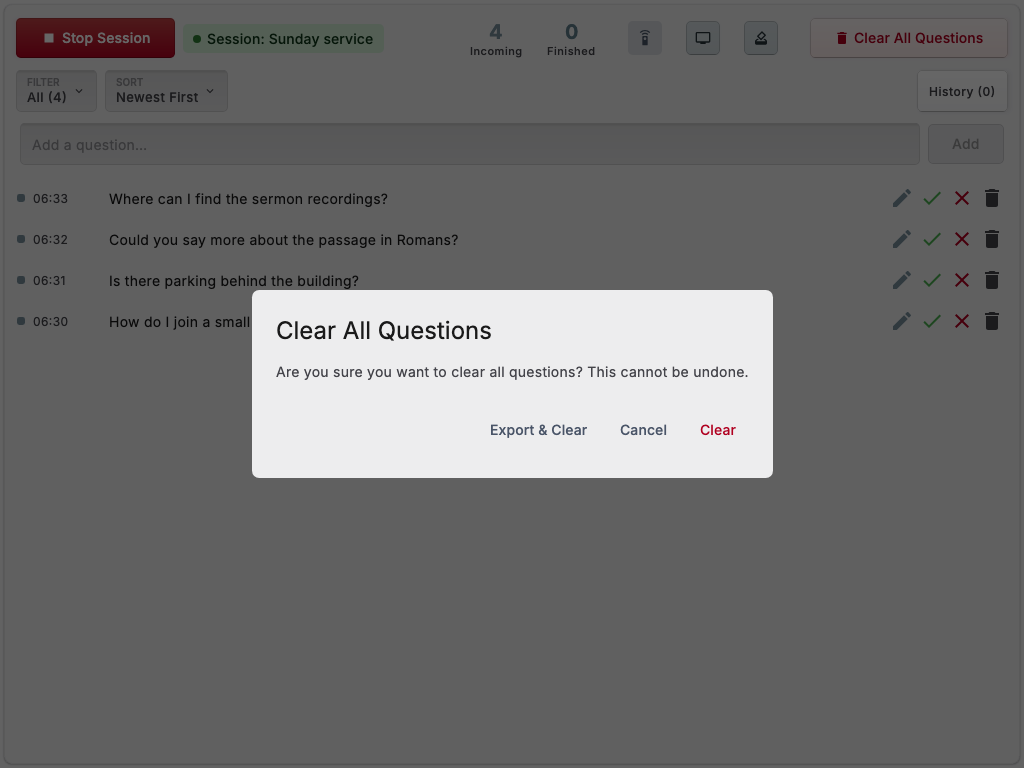 Stop Session
Session: Sunday service
4
Incoming
0
Finished
Clear All Questions
FILTER
All (4)
SORT
Newest First
History (0)
Add a question...
Add
06:33 Where can I find the sermon recordings?
06:32 Could you say more about the passage in Romans?
06:31 Is there parking behind the building?
06:30 How do I join a small
Clear All Questions
Are you sure you want to clear all questions? This cannot be undone.
Export & Clear Cancel Clear